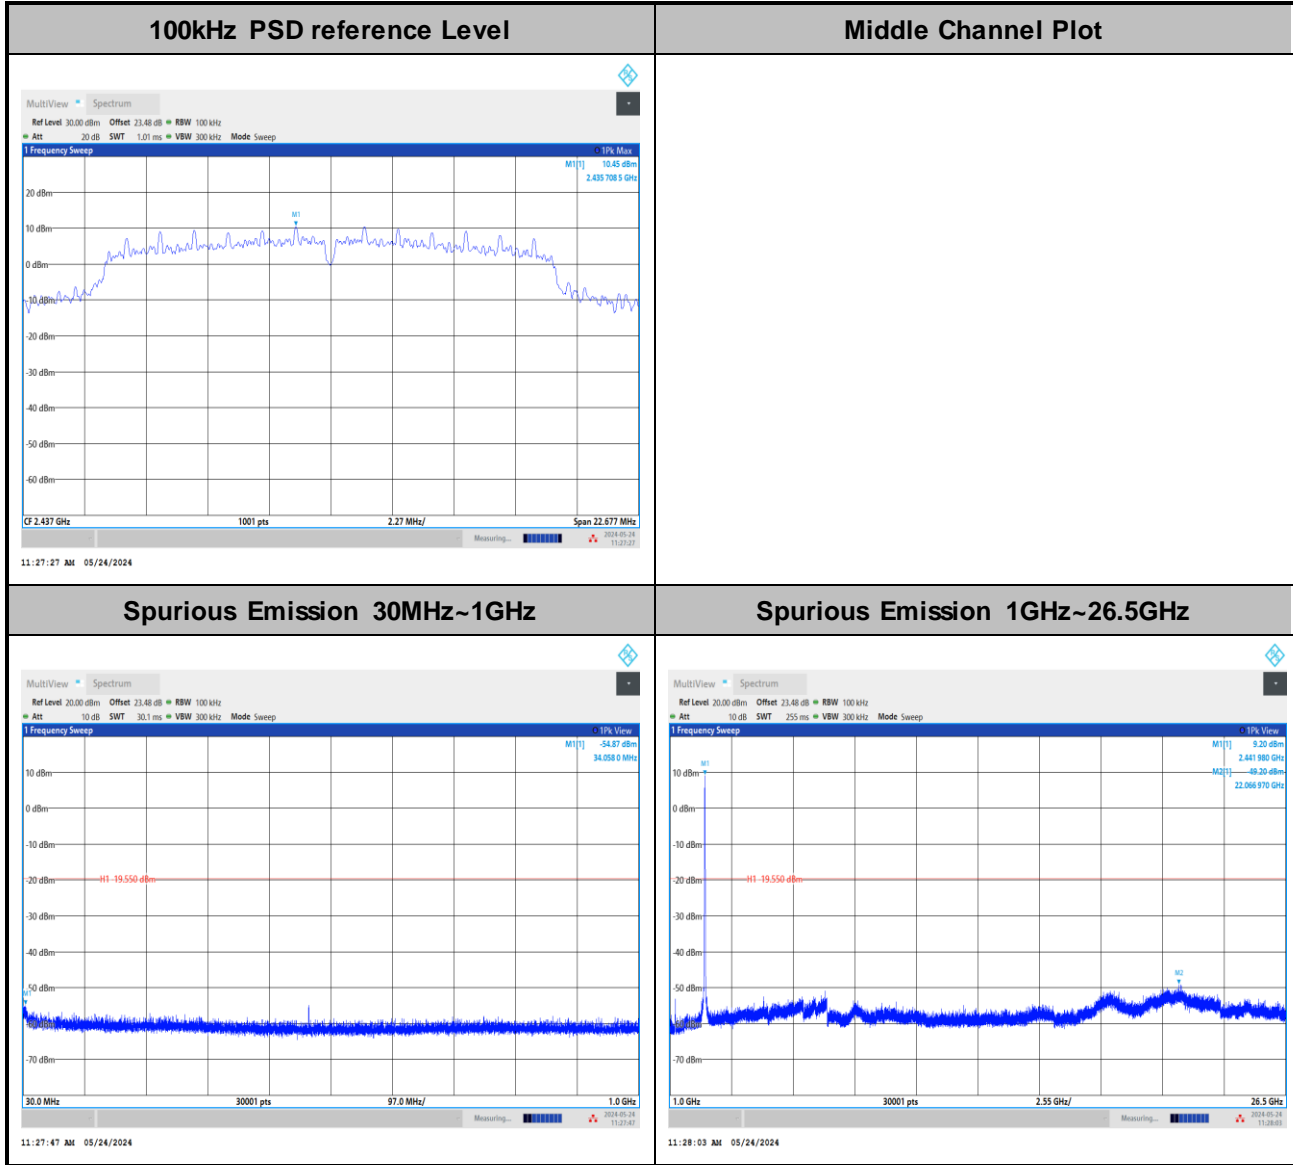 100kHz PSD reference Level
Middle Channel Plot
MultiView Spectrum
Ref Level 30.00 dBm Offset 23.48 dB RBW 100 kHz
Att 20 dB SWT 1.01 ms VBW 300 kHz Mode Sweep
1 Frequency Sweep 1Pk Max
M1[1] 10.45 dBm
2.435 708 5 GHz
M1
20 dBm
10 dBm
0 dBm
-10 dBm
-20 dBm
-30 dBm
-40 dBm
-50 dBm
-60 dBm
CF 2.437 GHz 1001 pts 2.27 MHz/ Span 22.677 MHz
Measuring... 2024-05-24
11:27:27
11:27:27 AM 05/24/2024
Spurious Emission 30MHz~1GHz
Spurious Emission 1GHz~26.5GHz
MultiView Spectrum
Ref Level 20.00 dBm Offset 23.48 dB RBW 100 kHz
Att 10 dB SWT 30.1 ms VBW 300 kHz Mode Sweep
1 Frequency Sweep 1Pk View
M1[1] -54.87 dBm
34.058 0 MHz
10 dBm
0 dBm
-10 dBm
-20 dBm
H1 -19.550 dBm
-30 dBm
-40 dBm
-50 dBm
M1
-60 dBm
-70 dBm
30.0 MHz 30001 pts 97.0 MHz/ 1.0 GHz
Measuring... 2024-05-24
11:27:47
11:27:47 AM 05/24/2024
MultiView Spectrum
Ref Level 20.00 dBm Offset 23.48 dB RBW 100 kHz
Att 10 dB SWT 255 ms VBW 300 kHz Mode Sweep
1 Frequency Sweep 1Pk View
M1[1] 9.20 dBm
2.441 980 GHz
M2[1] -49.20 dBm
22.066 970 GHz
M1
10 dBm
0 dBm
-10 dBm
-20 dBm
H1 -19.550 dBm
-30 dBm
-40 dBm
M2
-50 dBm
-60 dBm
-70 dBm
1.0 GHz 30001 pts 2.55 GHz/ 26.5 GHz
Measuring... 2024-05-24
11:28:03
11:28:03 AM 05/24/2024